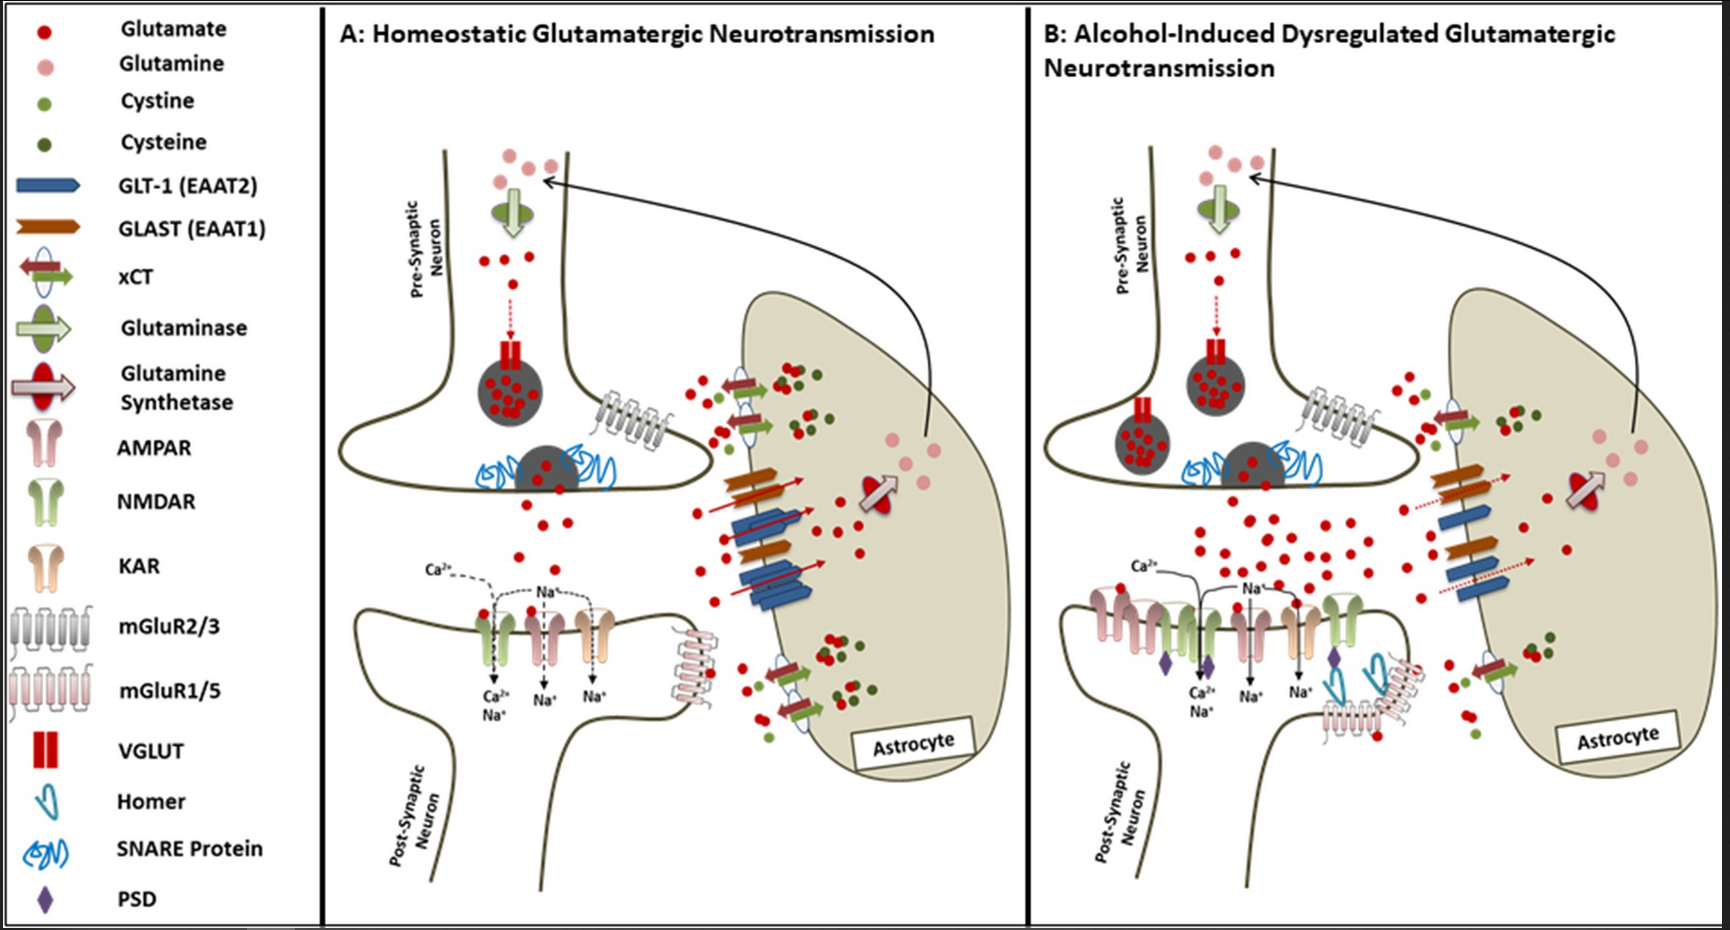 Glutamate
Glutamine
Cystine
Cysteine
GLT-1 (EAAT2)
GLAST (EAAT1)
xCT
Glutaminase
Glutamine
Synthetase
AMPAR
NMDAR
KAR
mGluR2/3
mGluR1/5
VGLUT
Homer
SNARE Protein
PSD
A: Homeostatic Glutamatergic Neurotransmission
Pre-Synaptic
Neuron
Ca²⁺
Na⁺
Ca²⁺
Na⁺
Na⁺
Na⁺
Astrocyte
Post-Synaptic
Neuron
B: Alcohol-Induced Dysregulated Glutamatergic
Neurotransmission
Pre-Synaptic
Neuron
Ca²⁺
Na⁺
Ca²⁺
Na⁺
Na⁺
Na⁺
Astrocyte
Post-Synaptic
Neuron